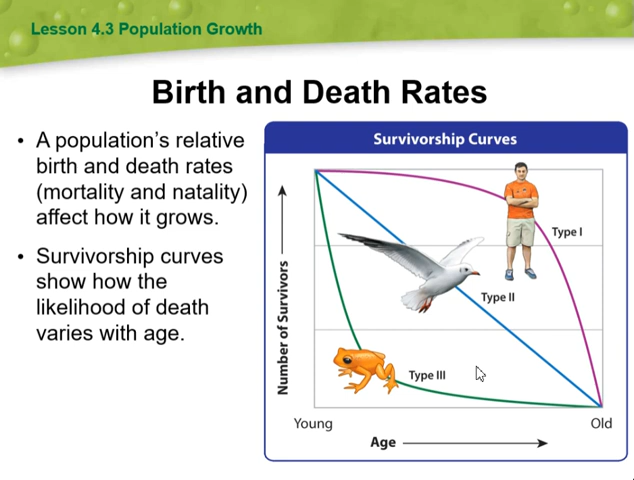 Lesson 4.3 Population Growth
Birth and Death Rates
• A population’s relative
birth and death rates
(mortality and natality)
affect how it grows.
• Survivorship curves
show how the
likelihood of death
varies with age.
Survivorship Curves
Number of Survivors
Type I
Type II
Type III
Young
Old
Age